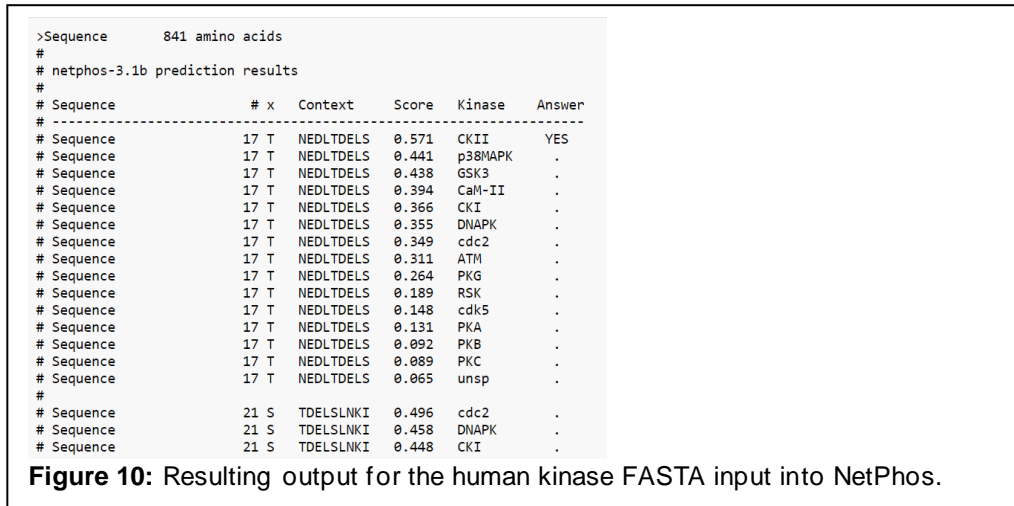 >Sequence 841 amino acids
#
# netphos-3.1b prediction results
#
# Sequence # x Context Score Kinase Answer
# -------------------------------------------------------------------
# Sequence 17 T NEDLTDELS 0.571 CKII YES
# Sequence 17 T NEDLTDELS 0.441 p38MAPK .
# Sequence 17 T NEDLTDELS 0.438 GSK3 .
# Sequence 17 T NEDLTDELS 0.394 CaM-II .
# Sequence 17 T NEDLTDELS 0.366 CKI .
# Sequence 17 T NEDLTDELS 0.355 DNAPK .
# Sequence 17 T NEDLTDELS 0.349 cdc2 .
# Sequence 17 T NEDLTDELS 0.311 ATM .
# Sequence 17 T NEDLTDELS 0.264 PKG .
# Sequence 17 T NEDLTDELS 0.189 RSK .
# Sequence 17 T NEDLTDELS 0.148 cdk5 .
# Sequence 17 T NEDLTDELS 0.131 PKA .
# Sequence 17 T NEDLTDELS 0.092 PKB .
# Sequence 17 T NEDLTDELS 0.089 PKC .
# Sequence 17 T NEDLTDELS 0.065 unsp .
#
# Sequence 21 S TDELSLNKI 0.496 cdc2 .
# Sequence 21 S TDELSLNKI 0.458 DNAPK .
# Sequence 21 S TDELSLNKI 0.448 CKI .
Figure 10: Resulting output for the human kinase FASTA input into NetPhos.